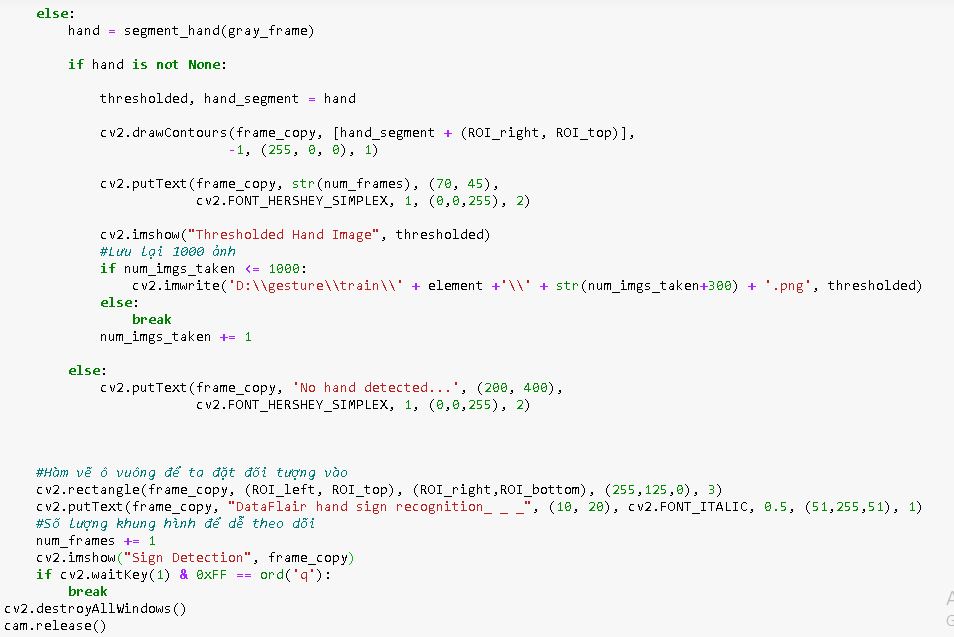 else:
hand = segment_hand(gray_frame)
if hand is not None:
thresholded, hand_segment = hand
cv2.drawContours(frame_copy, [hand_segment + (ROI_right, ROI_top)],
-1, (255, 0, 0), 1)
cv2.putText(frame_copy, str(num_frames), (70, 45),
cv2.FONT_HERSHEY_SIMPLEX, 1, (0,0,255), 2)
cv2.imshow("Thresholded Hand Image", thresholded)
#Lưu lại 1000 ảnh
if num_imgs_taken <= 1000:
cv2.imwrite('D:\\gesture\\train\\' + element +'\\' + str(num_imgs_taken+300) + '.png', thresholded)
else:
break
num_imgs_taken += 1
else:
cv2.putText(frame_copy, 'No hand detected...', (200, 400),
cv2.FONT_HERSHEY_SIMPLEX, 1, (0,0,255), 2)
#Hàm vẽ ô vuông để ta đặt đối tượng vào
cv2.rectangle(frame_copy, (ROI_left, ROI_top), (ROI_right,ROI_bottom), (255,125,0), 3)
cv2.putText(frame_copy, "DataFlair hand sign recognition_ _ _", (10, 20), cv2.FONT_ITALIC, 0.5, (51,255,51), 1)
#Số lượng khung hình để dễ theo dõi
num_frames += 1
cv2.imshow("Sign Detection", frame_copy)
if cv2.waitKey(1) & 0xFF == ord('q'):
break
cv2.destroyAllWindows()
cam.release()